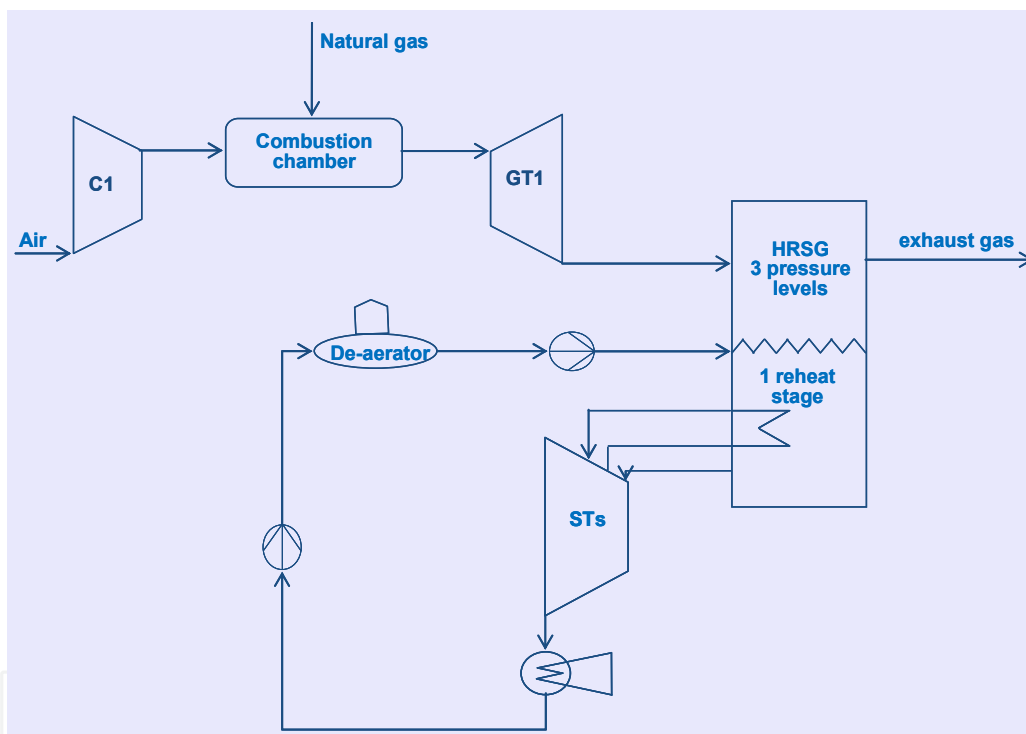 Natural gas
Combustion
chamber
C1
GT1
Air
HRSG
3 pressure
levels
exhaust gas
De-aerator
1 reheat
stage
STs